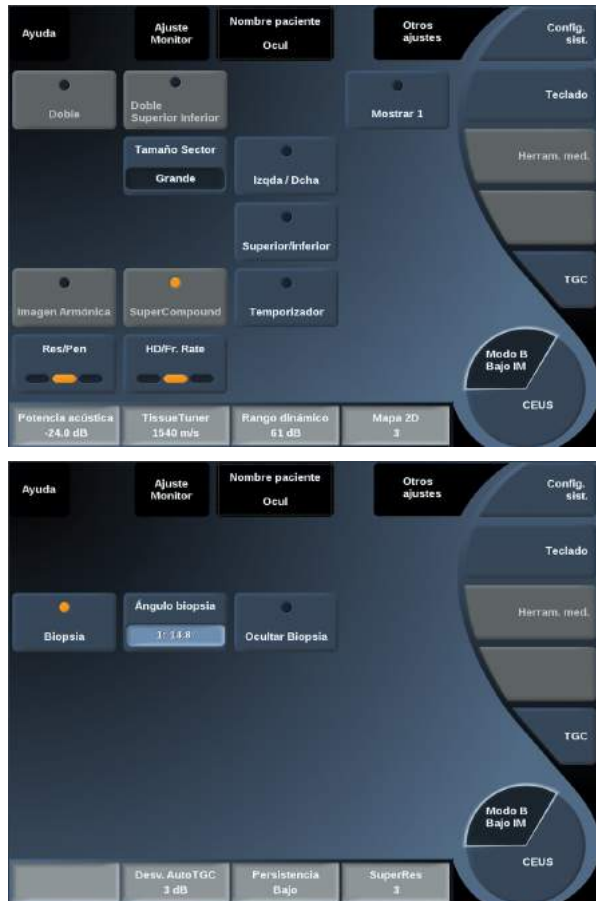 Ayuda
Ajuste
Monitor
Nombre paciente
Ocul
Otros
ajustes
Config.
sist.
Doble
Doble
Superior Inferior
Mostrar 1
Teclado
Tamaño Sector
Grande
Izqda / Dcha
Herram. med.
Superior/inferior
Imagen Armónica
SuperCompound
Temporizador
TGC
Res/Pen
HD/Fr. Rate
Modo B
Bajo IM
CEUS
Potencia acústica
-24.0 dB
TissueTuner
1540 m/s
Rango dinámico
61 dB
Mapa 2D
3
Ayuda
Ajuste
Monitor
Nombre paciente
Ocul
Otros
ajustes
Config.
sist.
Teclado
Biopsia
Ángulo biopsia
1: 14.8
Ocultar Biopsia
Herram. med.
TGC
Modo B
Bajo IM
CEUS
Desv. AutoTGC
3 dB
Persistencia
Bajo
SuperRes
3